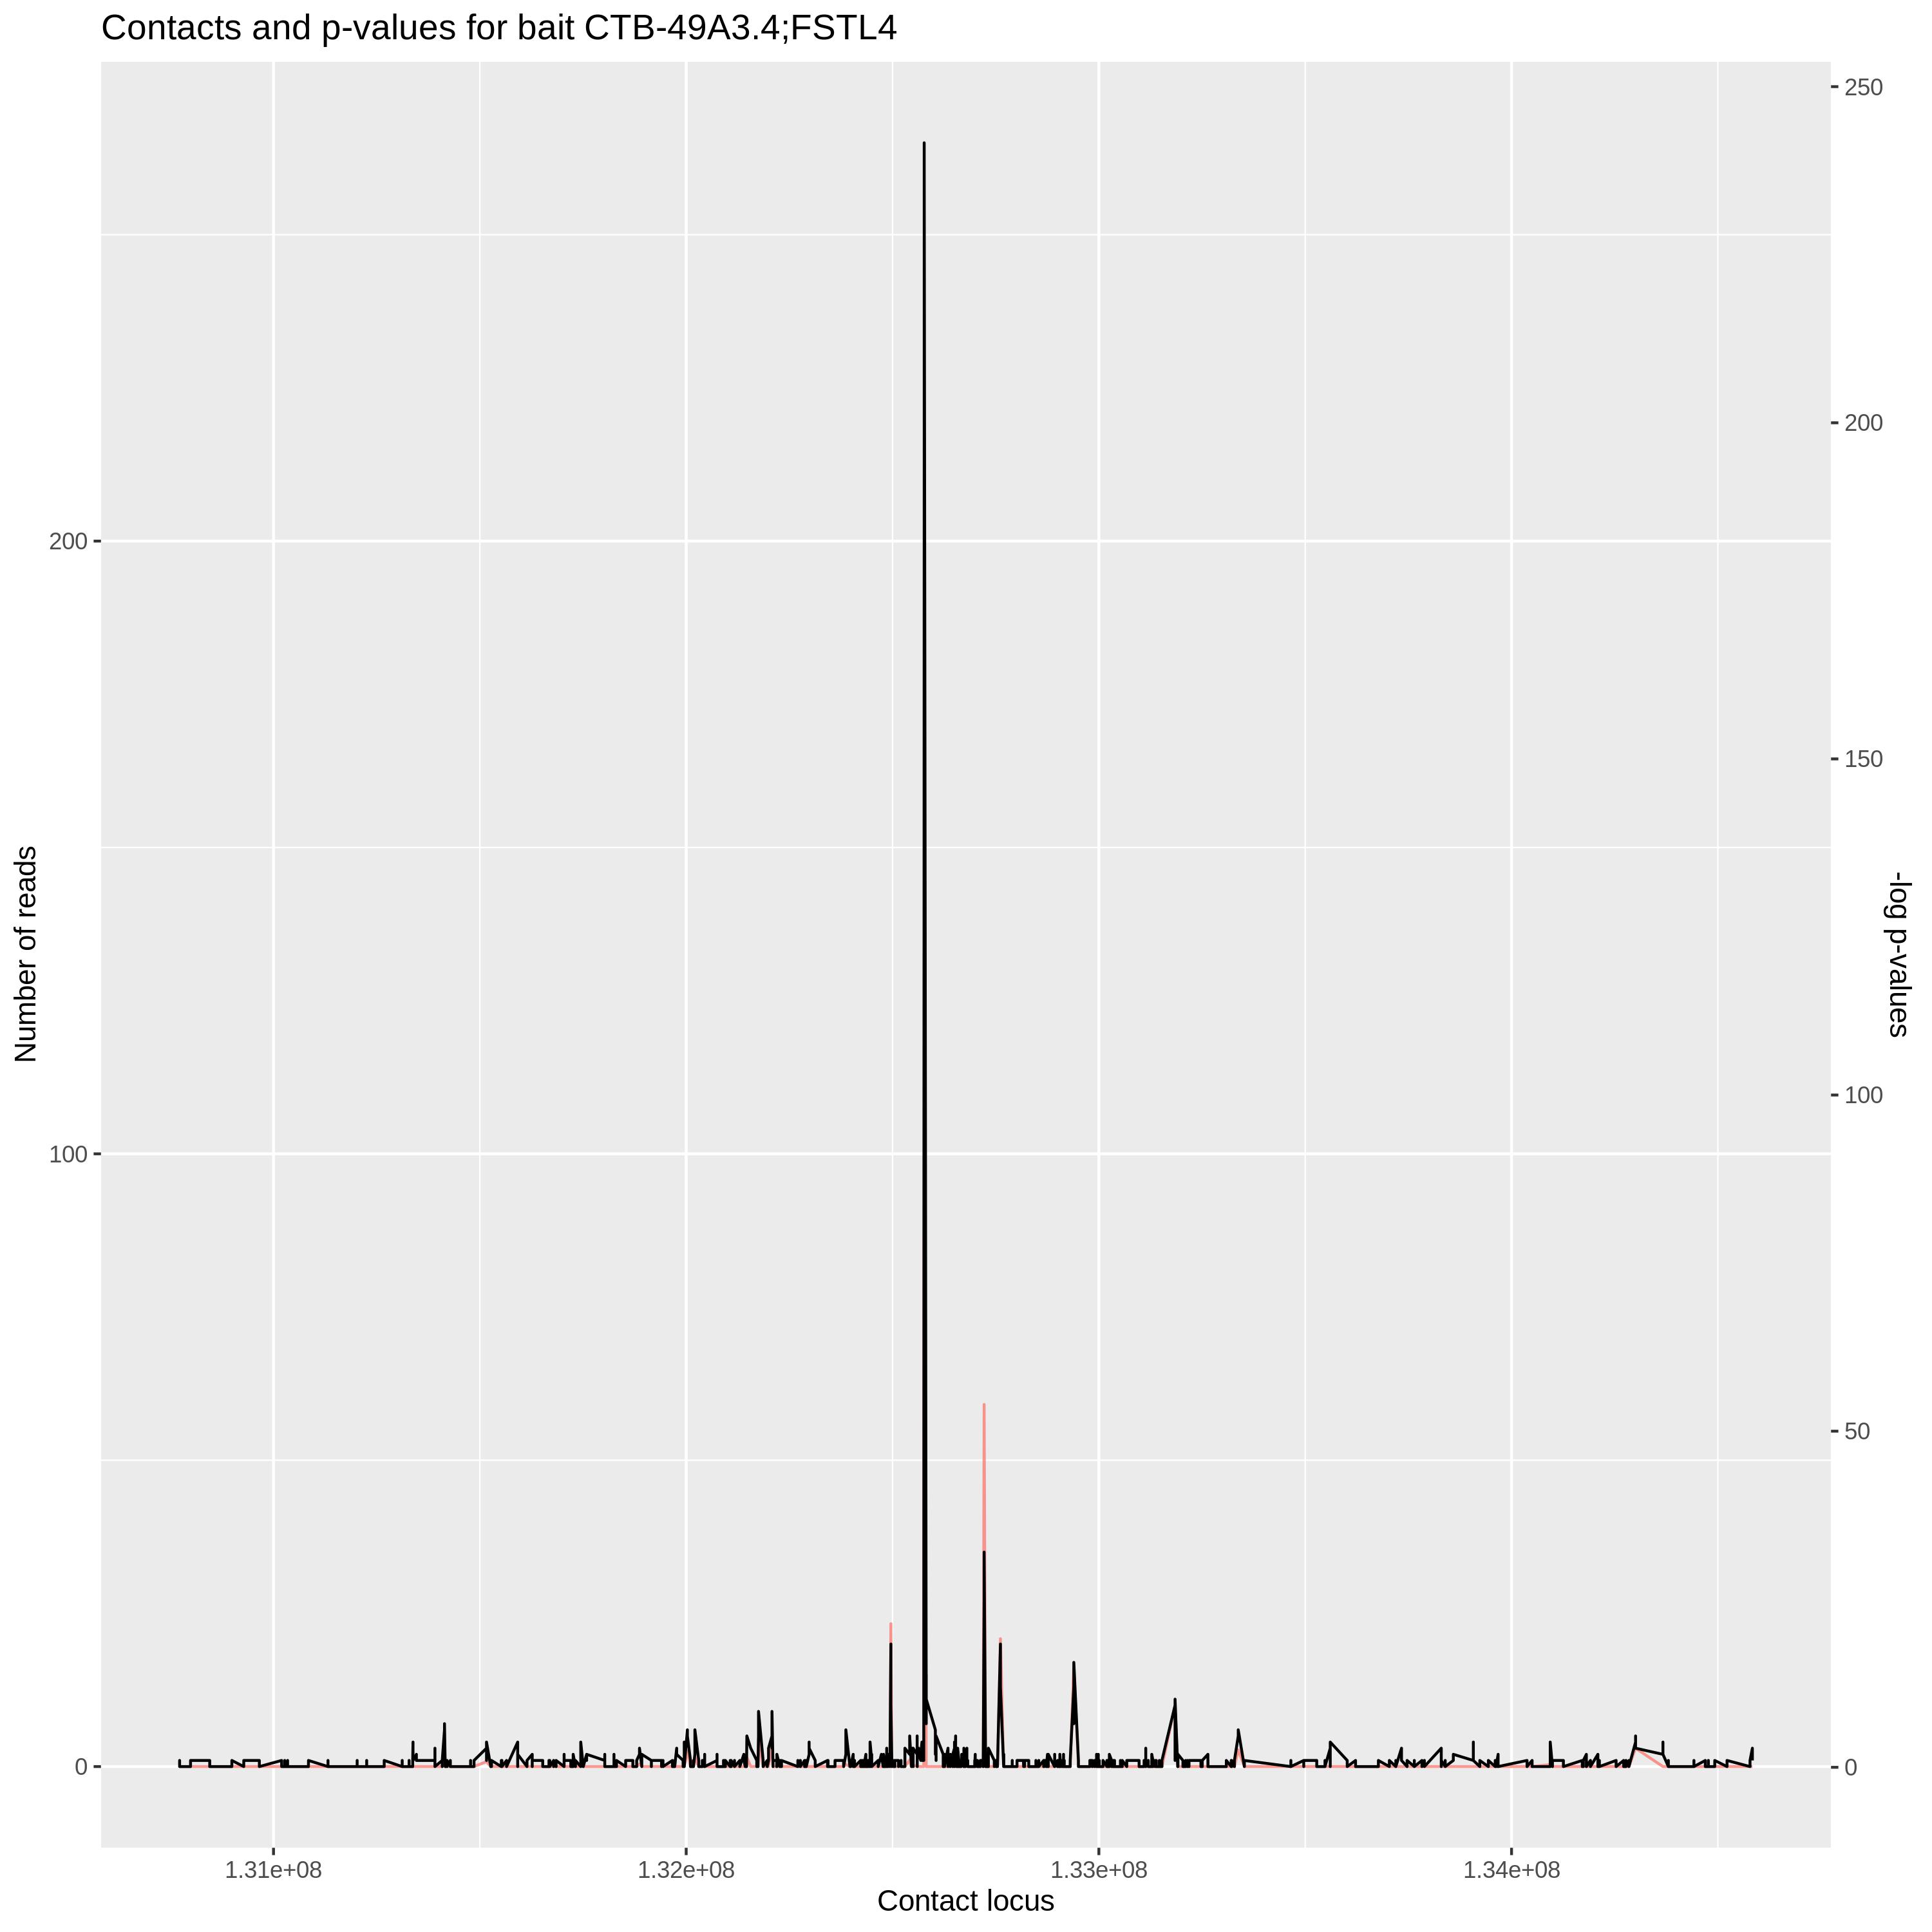 Contacts and p-values for bait CTB-49A3.4;FSTL4
Number of reads
200
100
0
250
200
150
100
50
0
-log p-values
1.31e+08
1.32e+08
1.33e+08
1.34e+08
Contact locus